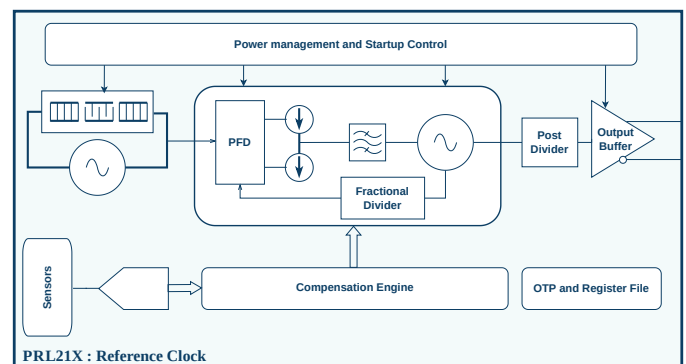 Power management and Startup Control
PFD
Fractional
Divider
Post
Divider
Output
Buffer
Sensors
Compensation Engine
OTP and Register File
PRL21X : Reference Clock